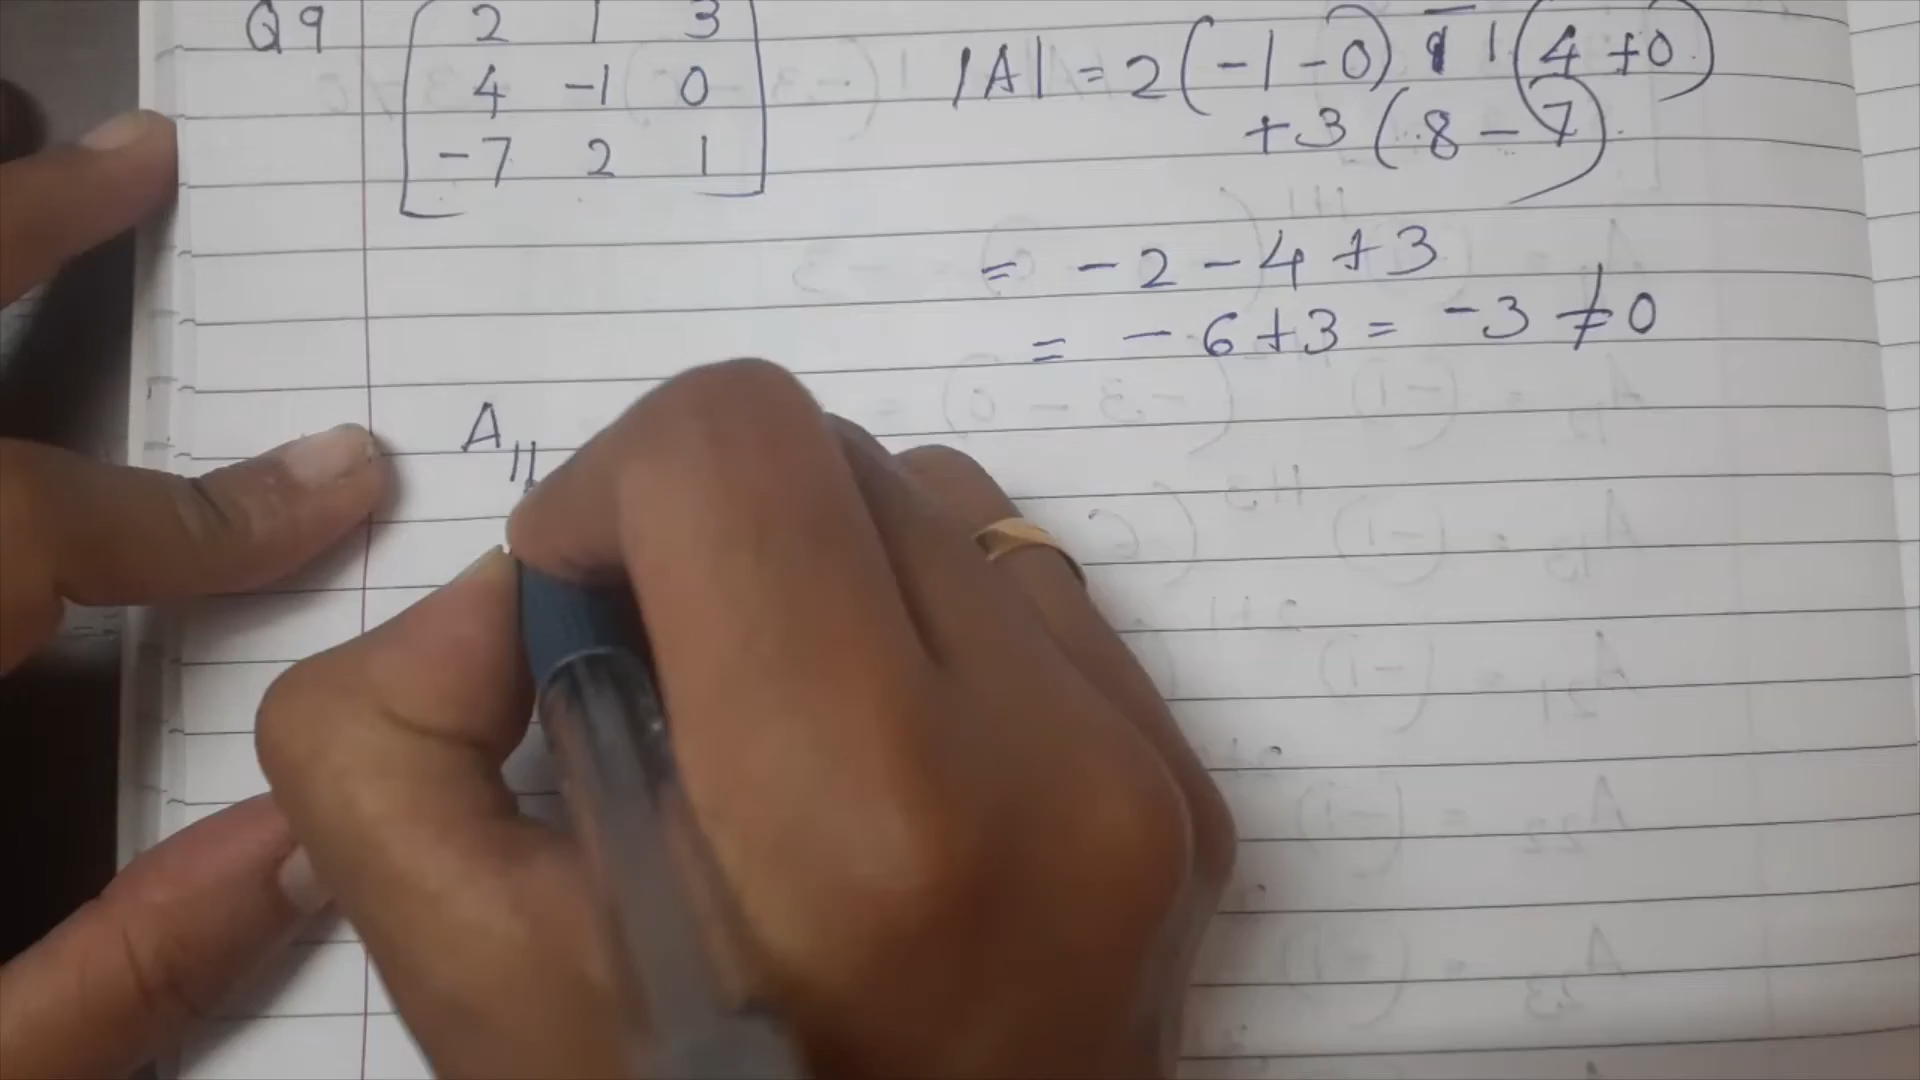 Q9 2 1 3
4 -1 0
-7 2 1
|A| = 2(-1-0) - 1(4+0)
+3(8-7)
= -2-4+3
= -6+3 = -3 ≠ 0
A₁₁